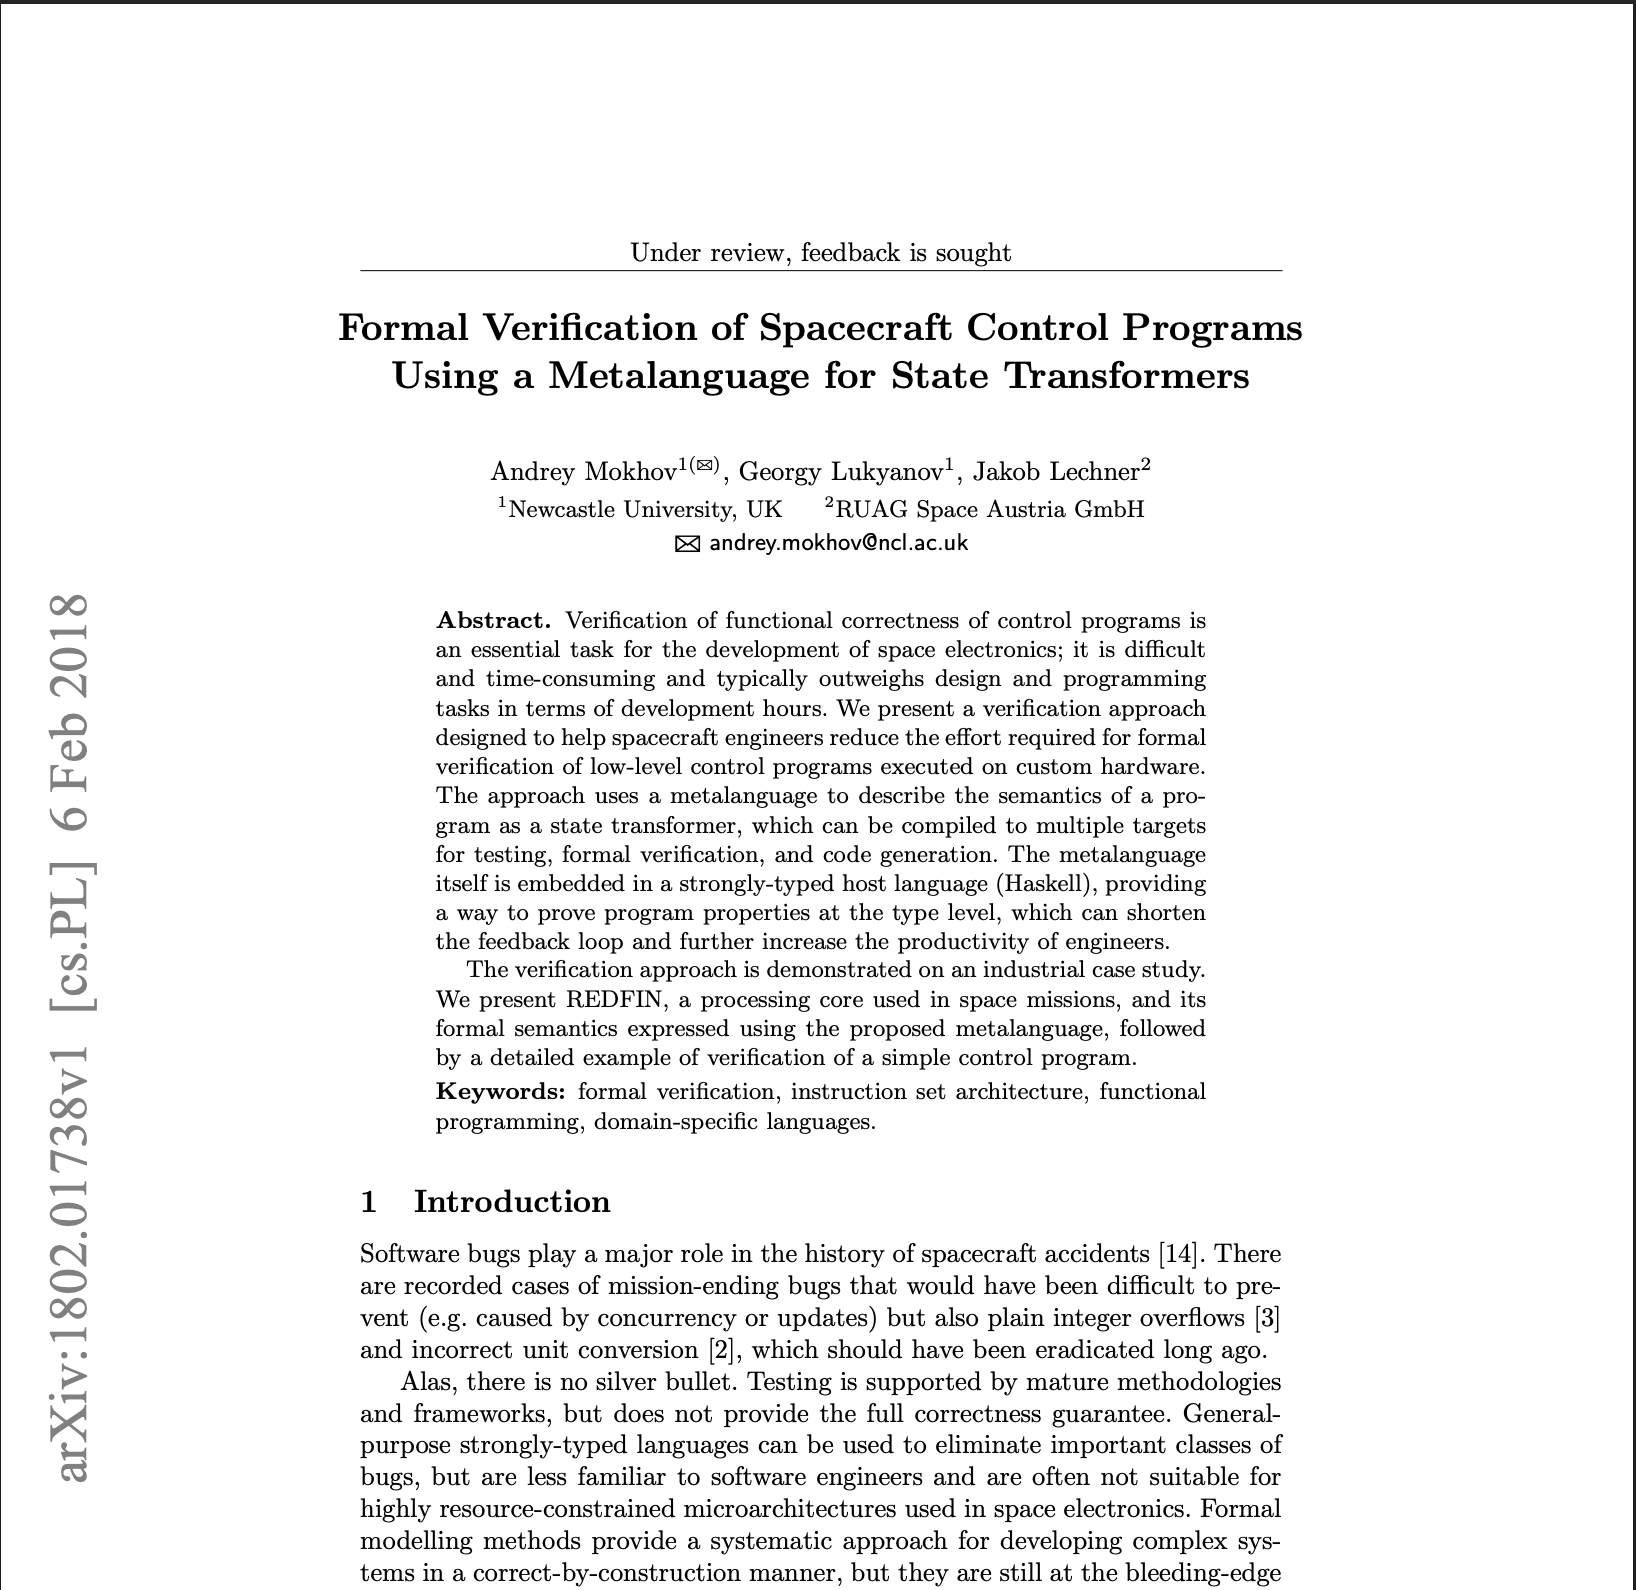 Under review, feedback is sought
Formal Verification of Spacecraft Control Programs
Using a Metalanguage for State Transformers
Andrey Mokhov1(✉), Georgy Lukyanov1, Jakob Lechner2
1Newcastle University, UK 2RUAG Space Austria GmbH
✉ andrey.mokhov@ncl.ac.uk
Abstract. Verification of functional correctness of control programs is
an essential task for the development of space electronics; it is difficult
and time-consuming and typically outweighs design and programming
tasks in terms of development hours. We present a verification approach
designed to help spacecraft engineers reduce the effort required for formal
verification of low-level control programs executed on custom hardware.
The approach uses a metalanguage to describe the semantics of a pro-
gram as a state transformer, which can be compiled to multiple targets
for testing, formal verification, and code generation. The metalanguage
itself is embedded in a strongly-typed host language (Haskell), providing
a way to prove program properties at the type level, which can shorten
the feedback loop and further increase the productivity of engineers.
The verification approach is demonstrated on an industrial case study.
We present REDFIN, a processing core used in space missions, and its
formal semantics expressed using the proposed metalanguage, followed
by a detailed example of verification of a simple control program.
Keywords: formal verification, instruction set architecture, functional
programming, domain-specific languages.
1 Introduction
Software bugs play a major role in the history of spacecraft accidents [14]. There
are recorded cases of mission-ending bugs that would have been difficult to pre-
vent (e.g. caused by concurrency or updates) but also plain integer overflows [3]
and incorrect unit conversion [2], which should have been eradicated long ago.
Alas, there is no silver bullet. Testing is supported by mature methodologies
and frameworks, but does not provide the full correctness guarantee. General-
purpose strongly-typed languages can be used to eliminate important classes of
bugs, but are less familiar to software engineers and are often not suitable for
highly resource-constrained microarchitectures used in space electronics. Formal
modelling methods provide a systematic approach for developing complex sys-
tems in a correct-by-construction manner, but they are still at the bleeding-edge
arXiv:1802.01738v1 [cs.PL] 6 Feb 2018